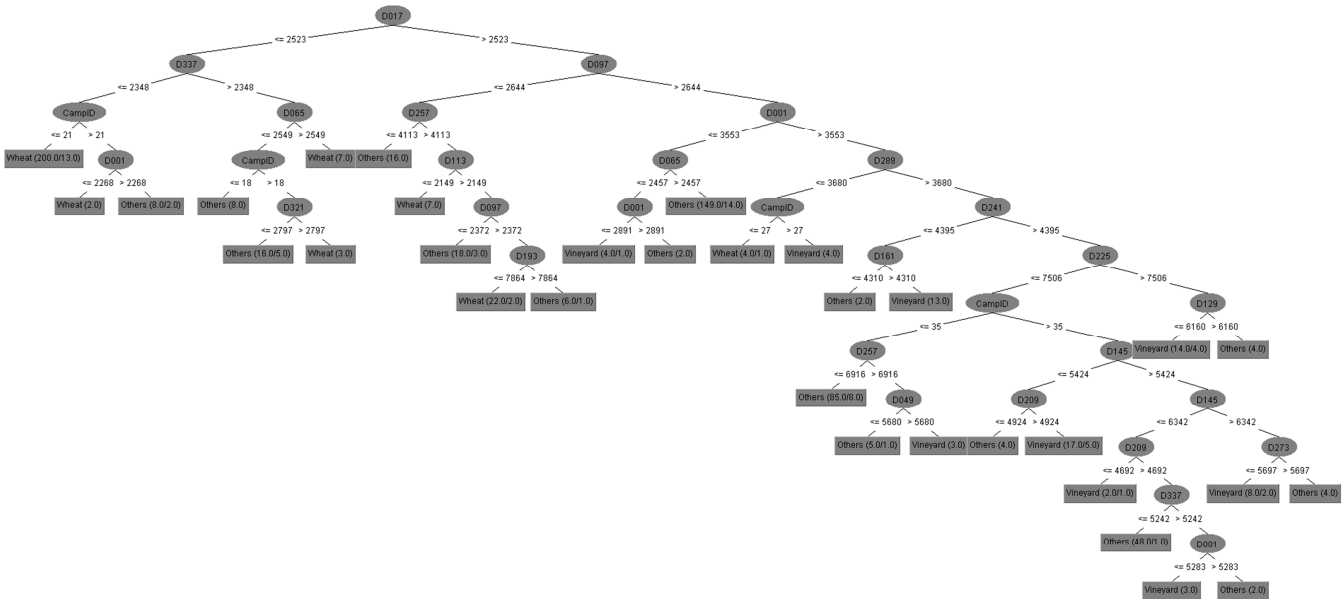 D017
<= 2523 > 2523
D337 D097
<= 2348 > 2348 <= 2644 > 2644
CampID D065 D257 D001
<= 21 > 21 <= 2549 > 2549 <= 4113 > 4113 <= 3553 > 3553
Wheat (200.0/13.0) D001 CampID Wheat (7.0) Others (16.0) D113 D065 D289
<= 2268 > 2268 <= 18 > 18 <= 2149 > 2149 <= 2457 > 2457 <= 3680 > 3680
Wheat (2.0) Others (8.0/2.0) Others (8.0) D321 Wheat (7.0) D097 D001 Others (149.0/14.0) CampID D241
<= 2797 > 2797 <= 2372 > 2372 <= 2891 > 2891 <= 27 > 27 <= 4395 > 4395
Others (16.0/5.0) Wheat (3.0) Others (18.0/3.0) D193 Vineyard (4.0/1.0) Others (2.0) Wheat (4.0/1.0) Vineyard (4.0) D161 D225
<= 7864 > 7864 <= 4310 > 4310 <= 7506 > 7506
Wheat (22.0/2.0) Others (6.0/1.0) Others (2.0) Vineyard (13.0) CampID D129
<= 35 > 35 <= 6160 > 6160
D257 D145 Vineyard (14.0/4.0) Others (4.0)
<= 6916 > 6916 <= 5424 > 5424
Others (85.0/8.0) D049 D209 D145
<= 5680 > 5680 <= 4924 > 4924 <= 6342 > 6342
Others (5.0/1.0) Vineyard (3.0) Others (4.0) Vineyard (17.0/5.0) D209 D273
<= 4692 > 4692 <= 5697 > 5697
Vineyard (2.0/1.0) D337 Vineyard (8.0/2.0) Others (4.0)
<= 5242 > 5242
Others (48.0/1.0) D001
<= 5283 > 5283
Vineyard (3.0) Others (2.0)